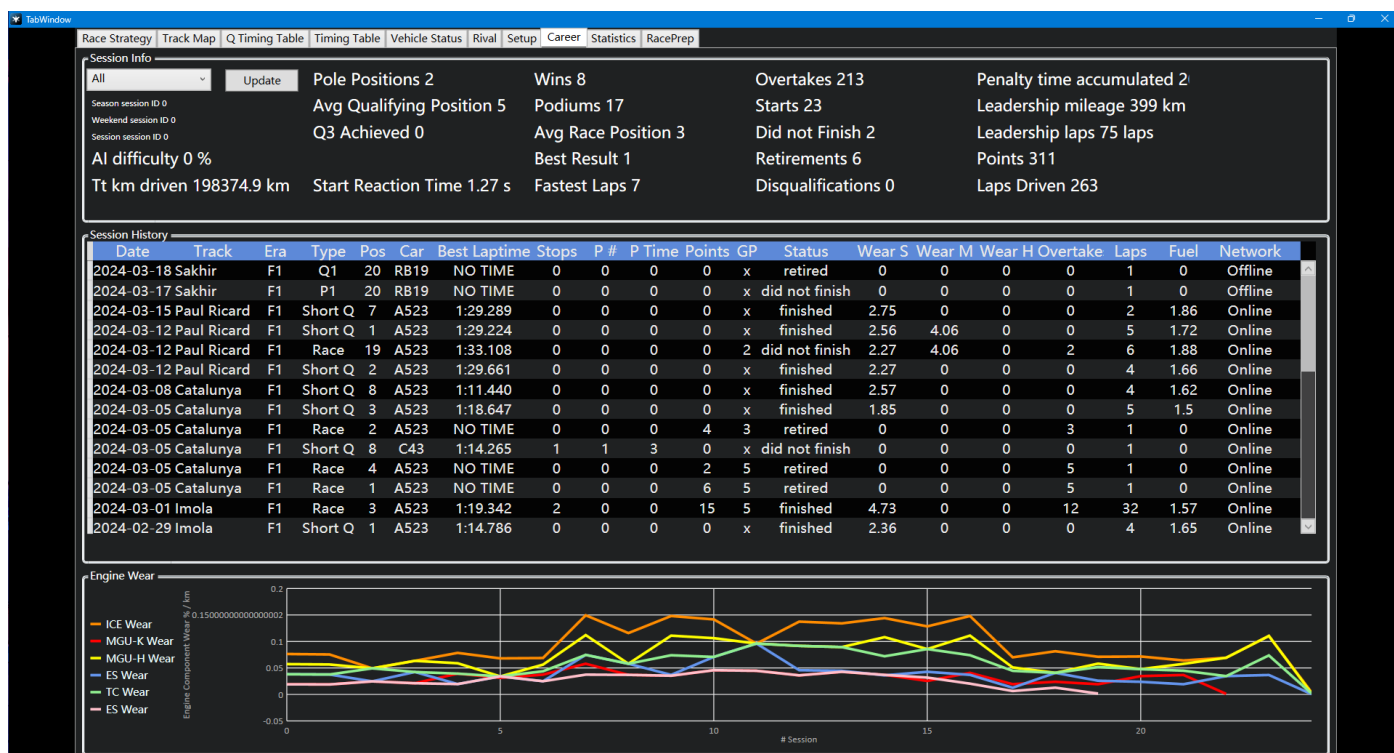 TabWindow
Race Strategy Track Map Q Timing Table Timing Table Vehicle Status Rival Setup Career Statistics RacePrep
Session Info
All Update Pole Positions 2 Wins 8 Overtakes 213 Penalty time accumulated
Season session ID 0 Avg Qualifying Position 5 Podiums 17 Starts 23 Leadership mileage 399 km
Weekend session ID 0
Session session ID 0 Q3 Achieved 0 Avg Race Position 3 Did not Finish 2 Leadership laps 75 laps
AI difficulty 0 % Best Result 1 Retirements 6 Points 311
Tt km driven 198374.9 km Start Reaction Time 1.27 s Fastest Laps 7 Disqualifications 0 Laps Driven 263
Session History
Date Track Era Type Pos Car Best Laptime Stops P # P Time Points GP Status Wear S Wear M Wear H Overtake Laps Fuel Network
2024-03-18 Sakhir F1 Q1 20 RB19 NO TIME 0 0 0 0 x retired 0 0 0 0 1 0 Offline
2024-03-17 Sakhir F1 P1 20 RB19 NO TIME 0 0 0 0 x did not finish 0 0 0 0 1 0 Offline
2024-03-15 Paul Ricard F1 Short Q 7 A523 1:29.289 0 0 0 0 x finished 2.75 0 0 0 2 1.86 Online
2024-03-12 Paul Ricard F1 Short Q 1 A523 1:29.224 0 0 0 0 x finished 2.56 4.06 0 0 5 1.72 Online
2024-03-12 Paul Ricard F1 Race 19 A523 1:33.108 0 0 0 0 2 did not finish 2.27 4.06 0 2 6 1.88 Online
2024-03-12 Paul Ricard F1 Short Q 2 A523 1:29.661 0 0 0 0 x finished 2.27 0 0 0 4 1.66 Online
2024-03-08 Catalunya F1 Short Q 8 A523 1:11.440 0 0 0 0 x finished 2.57 0 0 0 4 1.62 Online
2024-03-05 Catalunya F1 Short Q 3 A523 1:18.647 0 0 0 0 x finished 1.85 0 0 0 5 1.5 Online
2024-03-05 Catalunya F1 Race 2 A523 NO TIME 0 0 0 4 3 retired 0 0 0 3 1 0 Online
2024-03-05 Catalunya F1 Short Q 8 C43 1:14.265 1 1 3 0 x did not finish 0 0 0 0 1 0 Online
2024-03-05 Catalunya F1 Race 4 A523 NO TIME 0 0 0 2 5 retired 0 0 0 5 1 0 Online
2024-03-05 Catalunya F1 Race 1 A523 NO TIME 0 0 0 6 5 retired 0 0 0 5 1 0 Online
2024-03-01 Imola F1 Race 3 A523 1:19.342 2 0 0 15 5 finished 4.73 0 0 12 32 1.57 Online
2024-02-29 Imola F1 Short Q 1 A523 1:14.786 0 0 0 0 x finished 2.36 0 0 0 4 1.65 Online
Engine Wear
ICE Wear
MGU-K Wear
MGU-H Wear
ES Wear
TC Wear
ES Wear
Engine Component Wear % / km
0.2
0.15000000000000002
0.1
0.05
0
-0.05
0 5 10 15 20
# Session